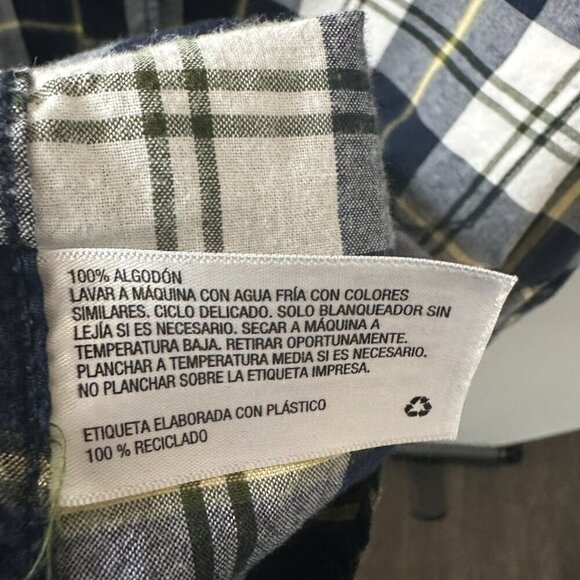 100% ALGODÓN
LAVAR A MÁQUINA CON AGUA FRÍA CON COLORES
SIMILARES. CICLO DELICADO. SOLO BLANQUEADOR SIN
LEJÍA SI ES NECESARIO. SECAR A MÁQUINA A
TEMPERATURA BAJA. RETIRAR OPORTUNAMENTE.
PLANCHAR A TEMPERATURA MEDIA SI ES NECESARIO.
NO PLANCHAR SOBRE LA ETIQUETA IMPRESA.
ETIQUETA ELABORADA CON PLÁSTICO
100 % RECICLADO